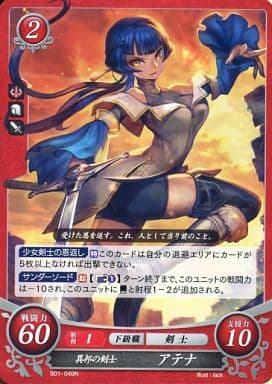 2
受けた恩を返す。これ、人として当り前のこと。
少女剣士の恩返し 特 このカードは自分の退避エリアにカードが
5枚以上なければ出撃できない。
サンダーソード 起 ターン終了まで、このユニットの戦闘力
は−10され、このユニットに と射程1−2が追加される。
戦闘力
60
射程 1
下級職
剣士
支援力
10
異邦の剣士 アテナ
B01-049N
Illust:lack